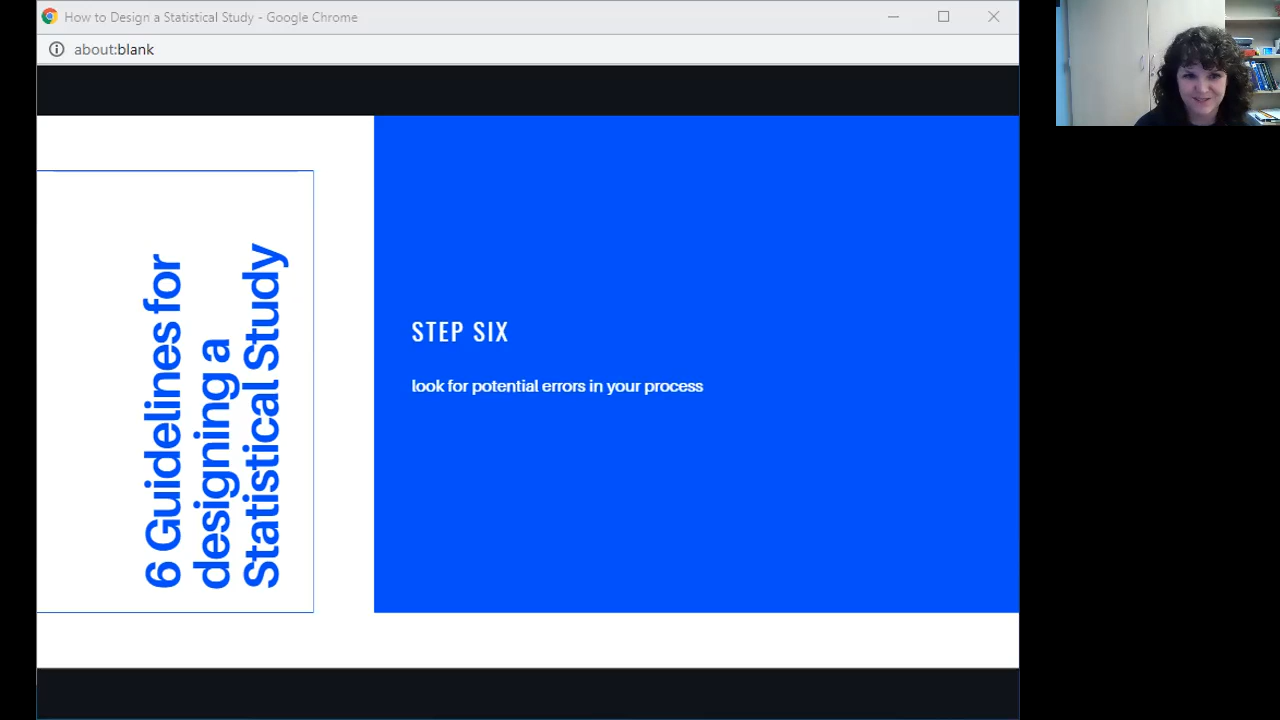 How to Design a Statistical Study - Google Chrome
about:blank
6 Guidelines for
designing a
Statistical Study
STEP SIX
look for potential errors in your process